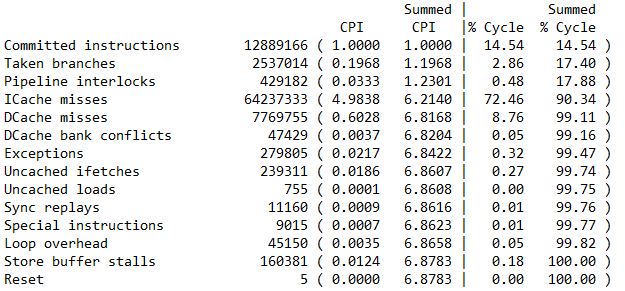 Summed | Summed
CPI CPI |% Cycle % Cycle
Committed instructions 12889166 ( 1.0000 1.0000 | 14.54 14.54 )
Taken branches 2537014 ( 0.1968 1.1968 | 2.86 17.40 )
Pipeline interlocks 429182 ( 0.0333 1.2301 | 0.48 17.88 )
ICache misses 64237333 ( 4.9838 6.2140 | 72.46 90.34 )
DCache misses 7769755 ( 0.6028 6.8168 | 8.76 99.11 )
DCache bank conflicts 47429 ( 0.0037 6.8204 | 0.05 99.16 )
Exceptions 279805 ( 0.0217 6.8422 | 0.32 99.47 )
Uncached ifetches 239311 ( 0.0186 6.8607 | 0.27 99.74 )
Uncached loads 755 ( 0.0001 6.8608 | 0.00 99.75 )
Sync replays 11160 ( 0.0009 6.8616 | 0.01 99.76 )
Special instructions 9015 ( 0.0007 6.8623 | 0.01 99.77 )
Loop overhead 45150 ( 0.0035 6.8658 | 0.05 99.82 )
Store buffer stalls 160381 ( 0.0124 6.8783 | 0.18 100.00 )
Reset 5 ( 0.0000 6.8783 | 0.00 100.00 )